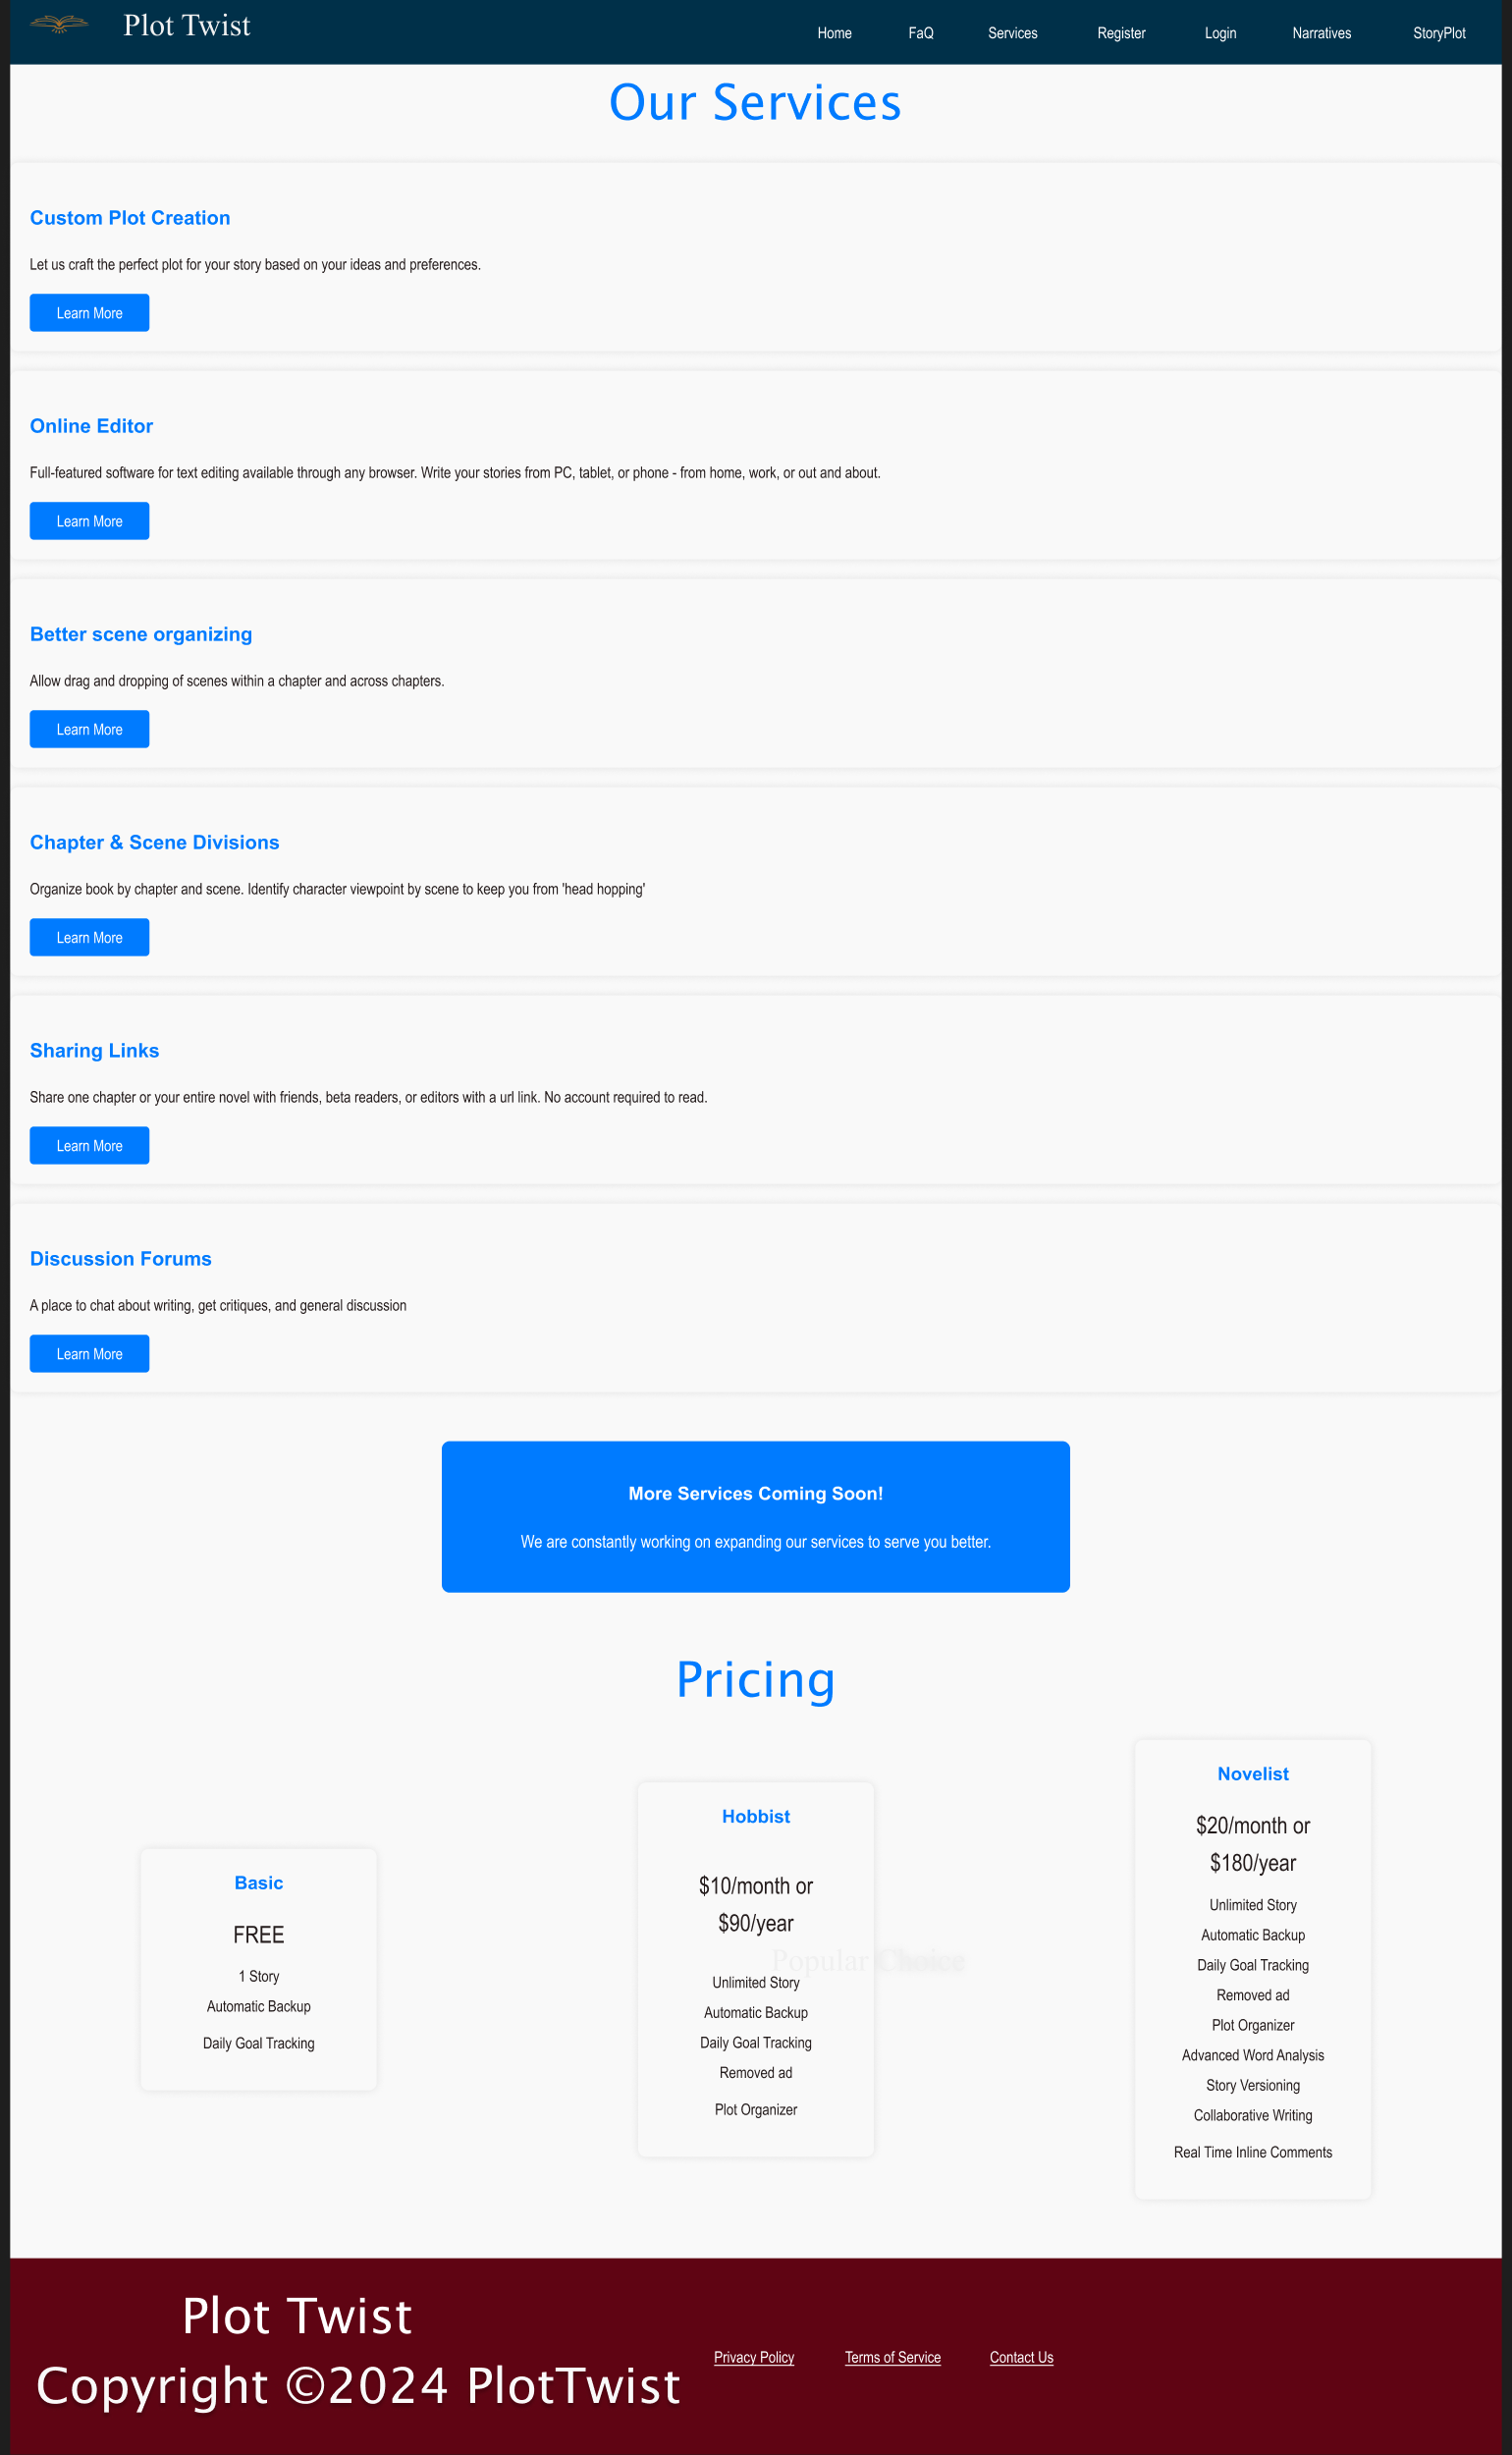 Plot Twist
Home FaQ Services Register Login Narratives StoryPlot
Our Services
Custom Plot Creation
Let us craft the perfect plot for your story based on your ideas and preferences.
Learn More
Online Editor
Full-featured software for text editing available through any browser. Write your stories from PC, tablet, or phone - from home, work, or out and about.
Learn More
Better scene organizing
Allow drag and dropping of scenes within a chapter and across chapters.
Learn More
Chapter & Scene Divisions
Organize book by chapter and scene. Identify character viewpoint by scene to keep you from 'head hopping'
Learn More
Sharing Links
Share one chapter or your entire novel with friends, beta readers, or editors with a url link. No account required to read.
Learn More
Discussion Forums
A place to chat about writing, get critiques, and general discussion
Learn More
More Services Coming Soon!
We are constantly working on expanding our services to serve you better.
Pricing
Basic
FREE
1 Story
Automatic Backup
Daily Goal Tracking
Hobbist
$10/month or
$90/year
Popular Choice
Unlimited Story
Automatic Backup
Daily Goal Tracking
Removed ad
Plot Organizer
Novelist
$20/month or
$180/year
Unlimited Story
Automatic Backup
Daily Goal Tracking
Removed ad
Plot Organizer
Advanced Word Analysis
Story Versioning
Collaborative Writing
Real Time Inline Comments
Plot Twist
Copyright ©2024 PlotTwist
Privacy Policy Terms of Service Contact Us